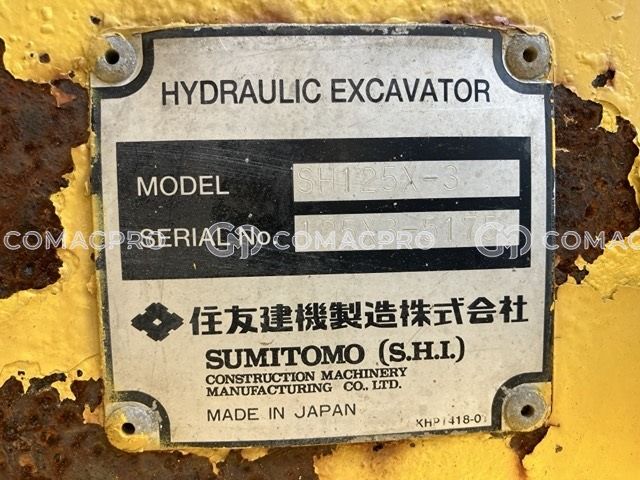 HYDRAULIC EXCAVATOR
MODEL SH125X-3
SERIAL No.
COMACPRO COMACPRO COMACPRO
住友建機製造株式会社
SUMITOMO (S.H.I.)
CONSTRUCTION MACHINERY
MANUFACTURING CO., LTD.
MADE IN JAPAN